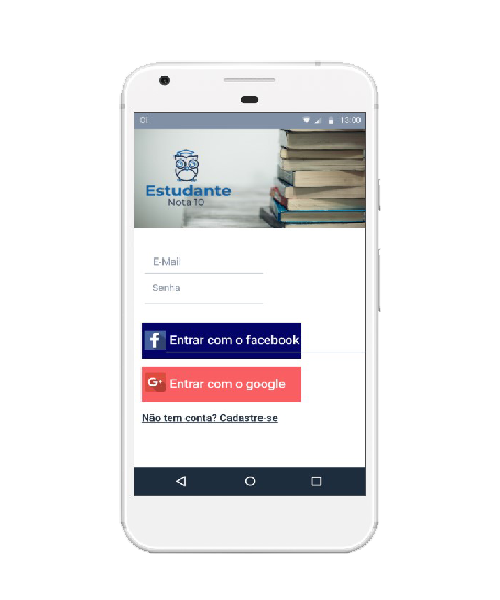 13:00
Estudante
Nota 10
E-Mail
Senha
Entrar com o facebook
G+ Entrar com o google
Não tem conta? Cadastre-se